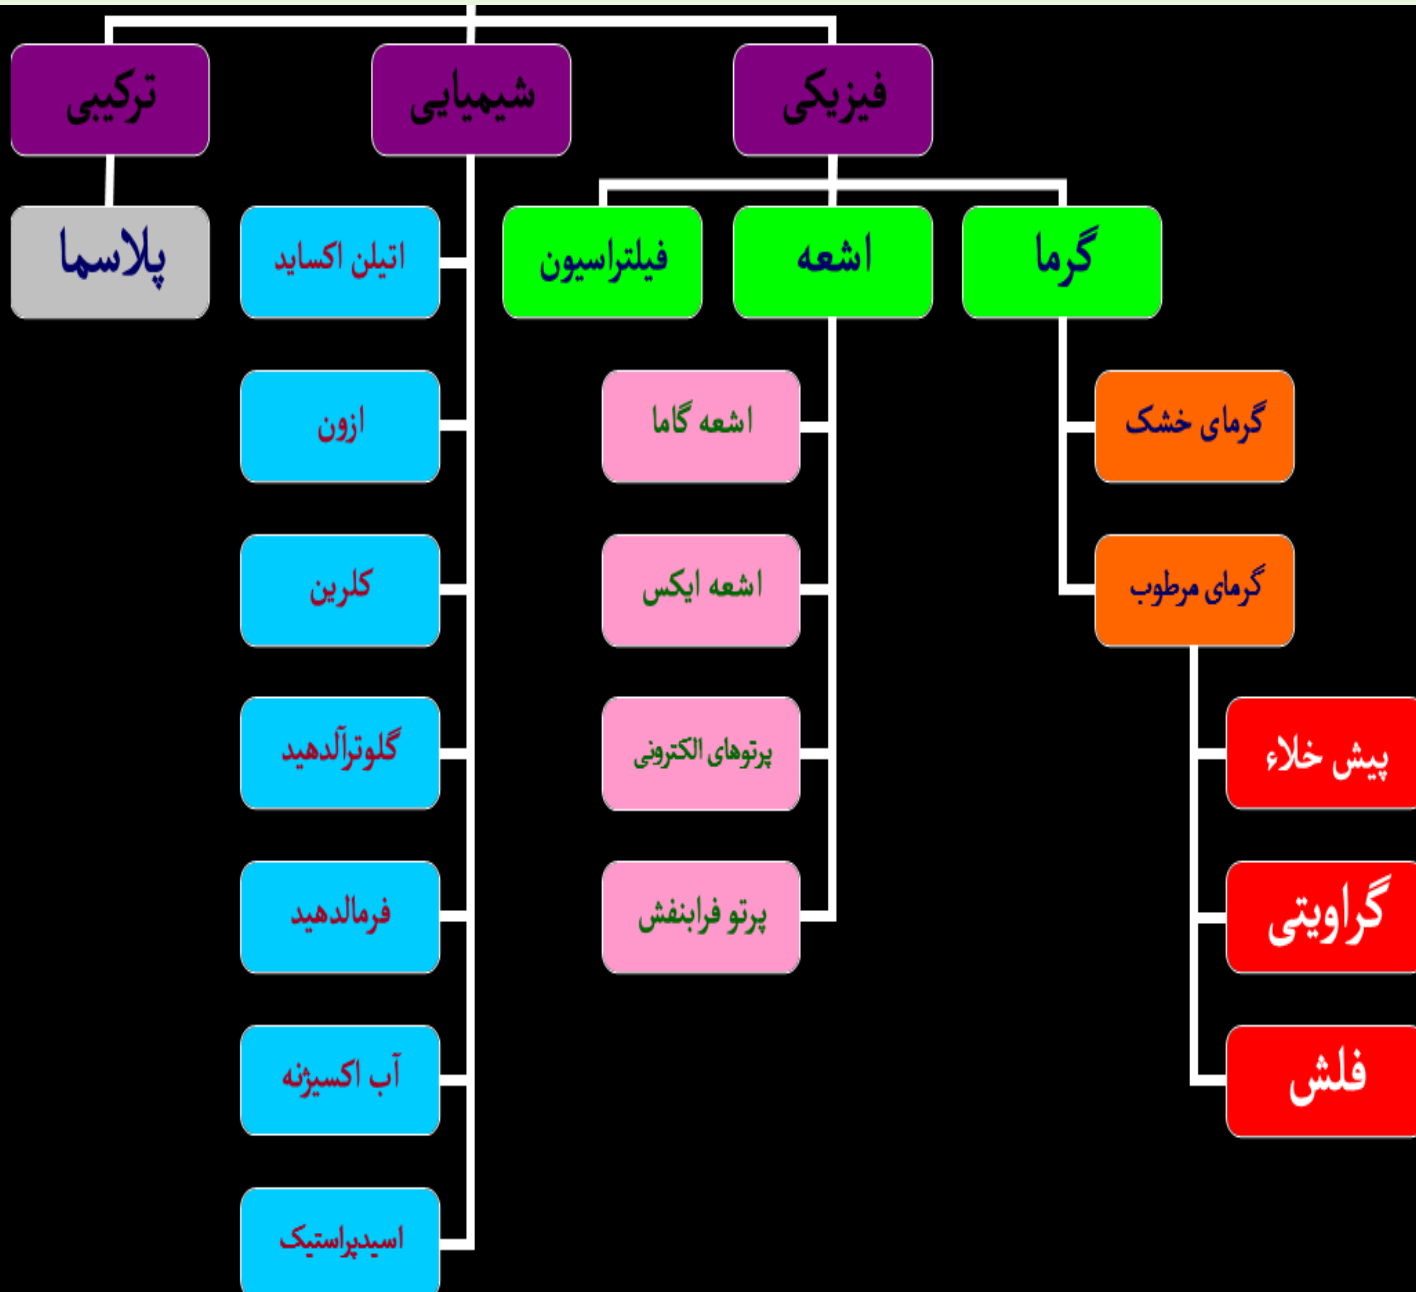 فیزیکی
شیمیایی
ترکیبی
گرما
اشعه
فیلتراسیون
اتیلن اکساید
پلاسما
گرمای خشک
اشعه گاما
ازون
گرمای مرطوب
اشعه ایکس
کلرین
پیش خلاء
پرتوهای الکترونی
گلوترآلدهید
گراویتی
پرتو فرابنفش
فرمالدهید
فلش
آب اکسیژنه
اسیدپراستیک